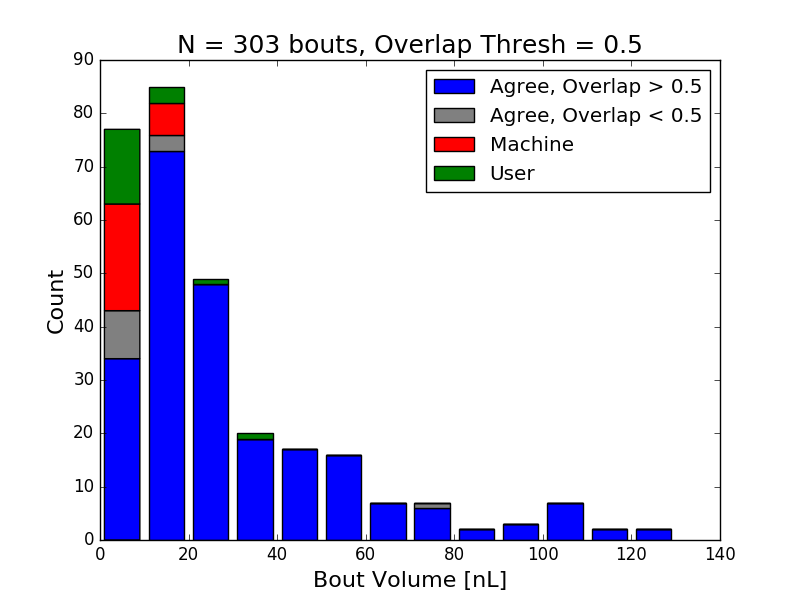 N = 303 bouts, Overlap Thresh = 0.5
90
80
70
60
50
40
30
20
10
0
Count
Agree, Overlap > 0.5
Agree, Overlap < 0.5
Machine
User
0 20 40 60 80 100 120 140
Bout Volume [nL]